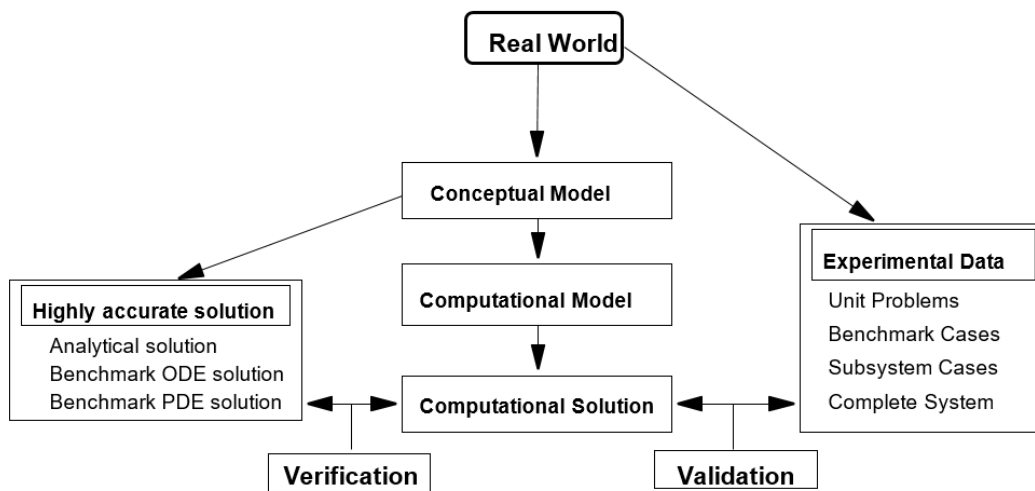 Real World
Conceptual Model
Computational Model
Computational Solution
Highly accurate solution
Analytical solution
Benchmark ODE solution
Benchmark PDE solution
Experimental Data
Unit Problems
Benchmark Cases
Subsystem Cases
Complete System
Verification
Validation